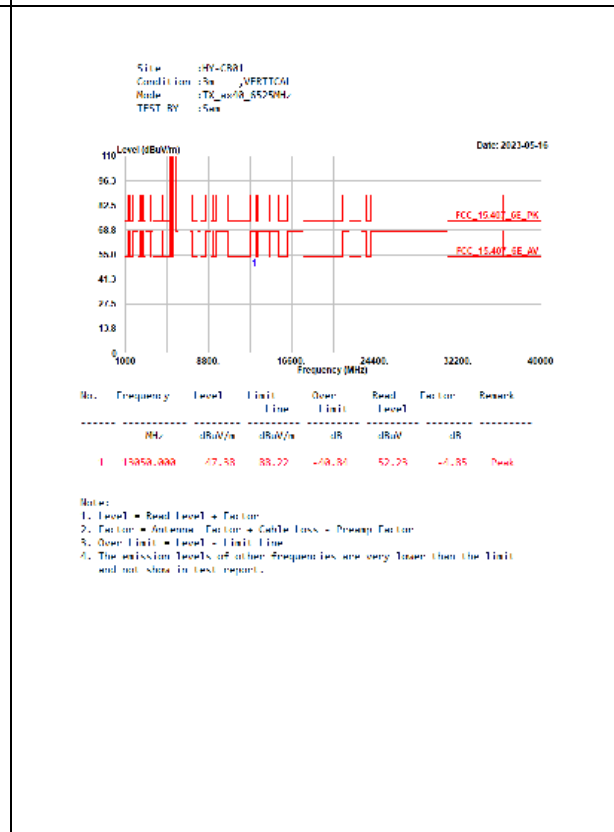 Site :HY-CB01
Condition :3m ,VERTICAL
Mode :TX_ax40_6525MHz
TEST BY :Sam
Level (dBuV/m)
Date: 2023-05-16
110
96.3
82.5
FCC_15.407_6E_PK
68.8
55.0
FCC_15.407_6E_AV
1
41.3
27.5
13.8
0
1000 8800. 16600. 24400. 32200. 40000
Frequency (MHz)
No. Frequency Level Limit Over Read Factor Remark
Line Limit Level
MHz dBuV/m dBuV/m dB dBuV dB
1 13050.000 47.38 88.22 -40.84 52.23 -4.85 Peak
Note:
1. Level = Read Level + Factor
2. Factor = Antenna Factor + Cable Loss - Preamp Factor
3. Over Limit = Level - Limit Line
4. The emission levels of other frequencies are very lower than the limit
and not show in test report.